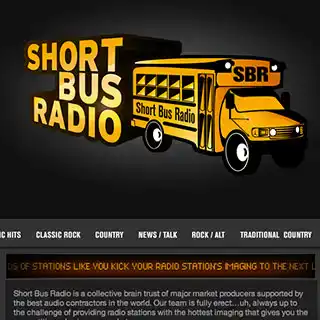 SHORT
BUS
RADIO
SBR
Short Bus Radio
IC HITS CLASSIC ROCK COUNTRY NEWS / TALK ROCK / ALT TRADITIONAL COUNTRY
OF STATIONS LIKE YOU KICK YOUR RADIO STATION'S IMAGING TO THE NEXT
Short Bus Radio is a collective brain trust of major market producers supported by
the best audio contractors in the world. Our team is fully erect…uh, always up to
the challenge of providing radio stations with the hottest imaging that gives you the